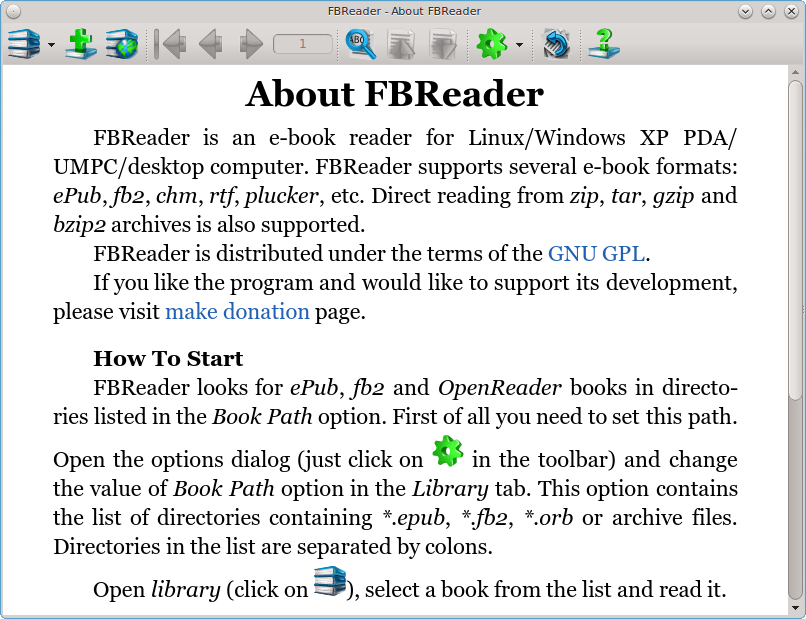 FBReader - About FBReader
1
ABC
?
About FBReader
FBReader is an e-book reader for Linux/Windows XP PDA/
UMPC/desktop computer. FBReader supports several e-book formats:
ePub, fb2, chm, rtf, plucker, etc. Direct reading from zip, tar, gzip and
bzip2 archives is also supported.
FBReader is distributed under the terms of the GNU GPL.
If you like the program and would like to support its development,
please visit make donation page.
How To Start
FBReader looks for ePub, fb2 and OpenReader books in directo-
ries listed in the Book Path option. First of all you need to set this path.
Open the options dialog (just click on in the toolbar) and change
the value of Book Path option in the Library tab. This option contains
the list of directories containing *.epub, *.fb2, *.orb or archive files.
Directories in the list are separated by colons.
Open library (click on ), select a book from the list and read it.